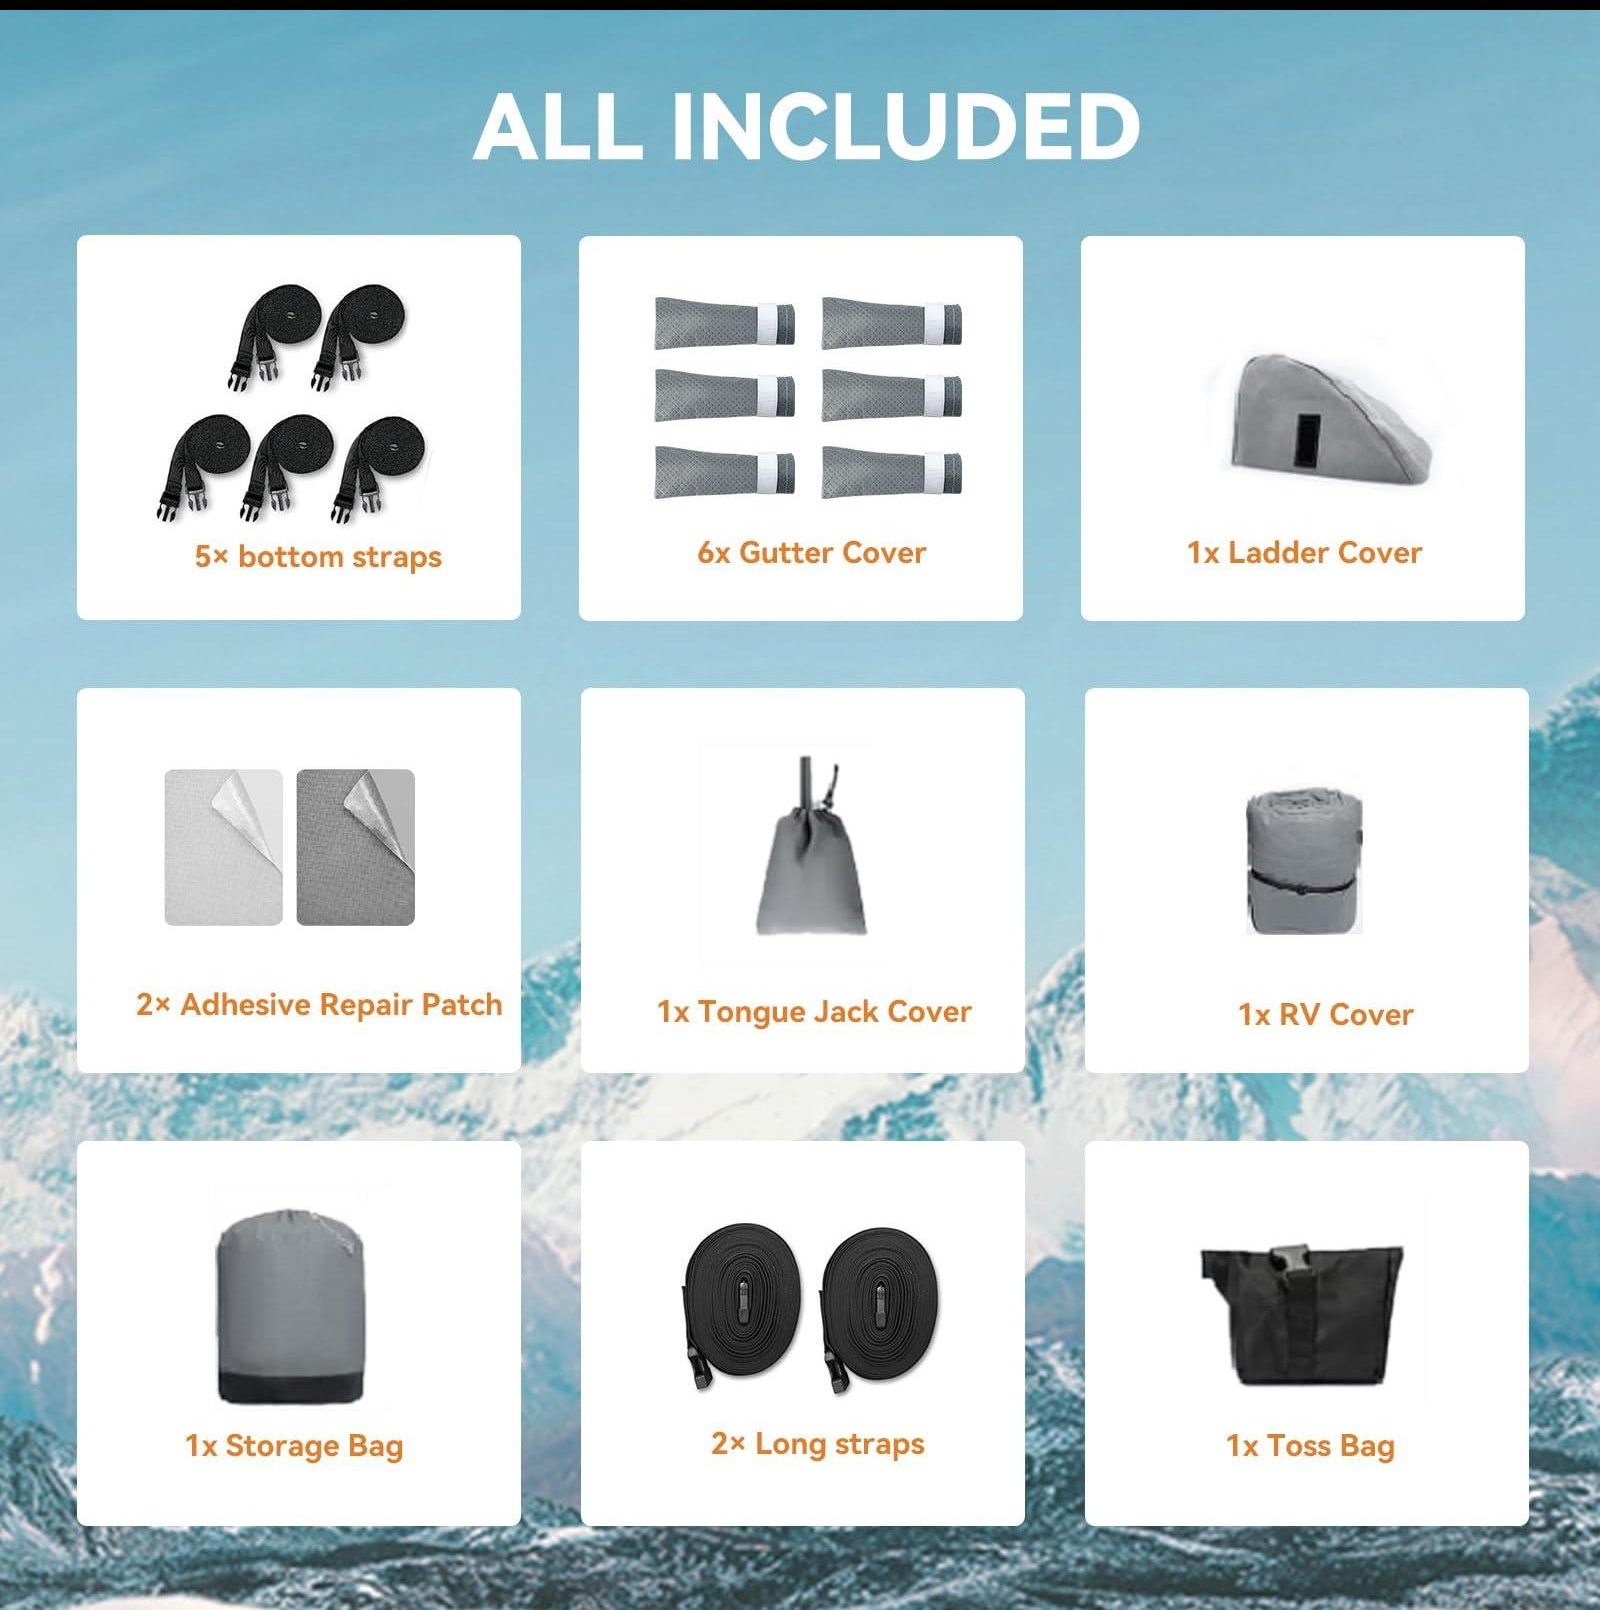 ALL INCLUDED
5× bottom straps
6x Gutter Cover
1x Ladder Cover
2× Adhesive Repair Patch
1x Tongue Jack Cover
1x RV Cover
1x Storage Bag
2× Long straps
1x Toss Bag